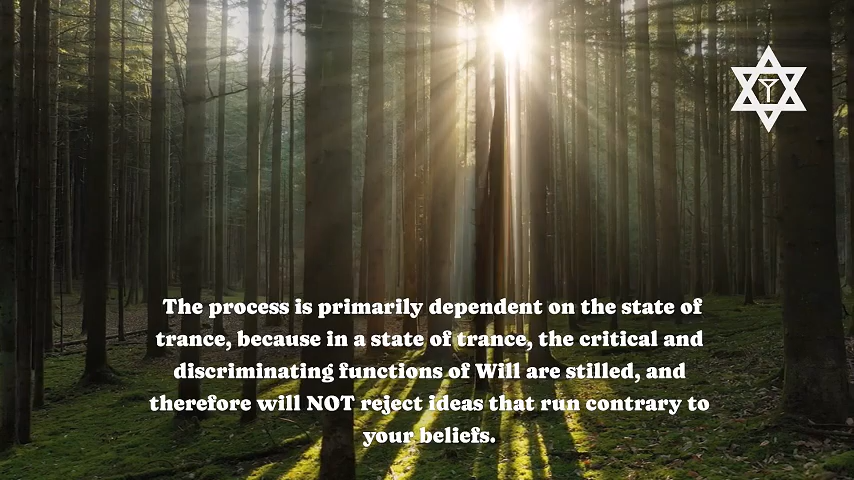 The process is primarily dependent on the state of
trance, because in a state of trance, the critical and
discriminating functions of Will are stilled, and
therefore will NOT reject ideas that run contrary to
your beliefs.